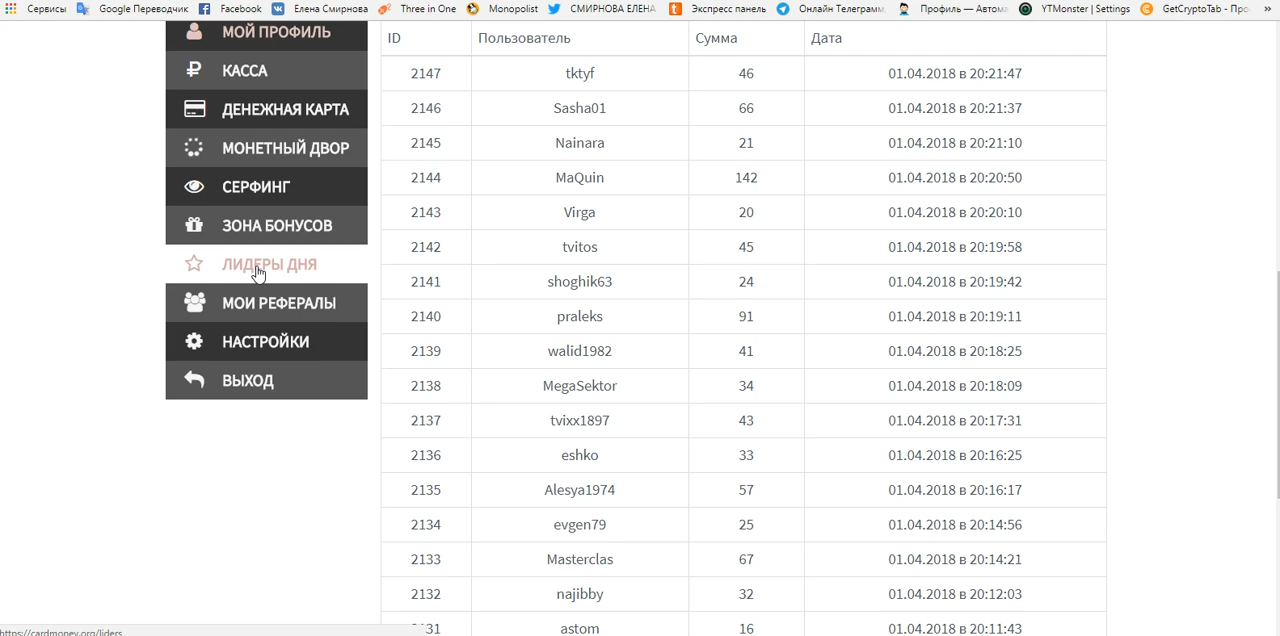 Сервисы Google Переводчик Facebook Елена Смирнова Three in One Monopolist СМИРНОВА ЕЛЕНА Экспресс панель Онлайн Телеграмм Профиль — Автома YTMonster | Settings GetCryptoTab - Про »
МОЙ ПРОФИЛЬ
КАССА
ДЕНЕЖНАЯ КАРТА
МОНЕТНЫЙ ДВОР
СЕРФИНГ
ЗОНА БОНУСОВ
ЛИДЕРЫ ДНЯ
МОИ РЕФЕРАЛЫ
НАСТРОЙКИ
ВЫХОД
ID Пользователь Сумма Дата
2147 tktyf 46 01.04.2018 в 20:21:47
2146 Sasha01 66 01.04.2018 в 20:21:37
2145 Nainara 21 01.04.2018 в 20:21:10
2144 MaQuin 142 01.04.2018 в 20:20:50
2143 Virga 20 01.04.2018 в 20:20:10
2142 tvitos 45 01.04.2018 в 20:19:58
2141 shoghik63 24 01.04.2018 в 20:19:42
2140 praleks 91 01.04.2018 в 20:19:11
2139 walid1982 41 01.04.2018 в 20:18:25
2138 MegaSektor 34 01.04.2018 в 20:18:09
2137 tvixx1897 43 01.04.2018 в 20:17:31
2136 eshko 33 01.04.2018 в 20:16:25
2135 Alesya1974 57 01.04.2018 в 20:16:17
2134 evgen79 25 01.04.2018 в 20:14:56
2133 Masterclas 67 01.04.2018 в 20:14:21
2132 najibby 32 01.04.2018 в 20:12:03
31 astom 16 01.04.2018 в 20:11:43
https://cardmoney.org/liders